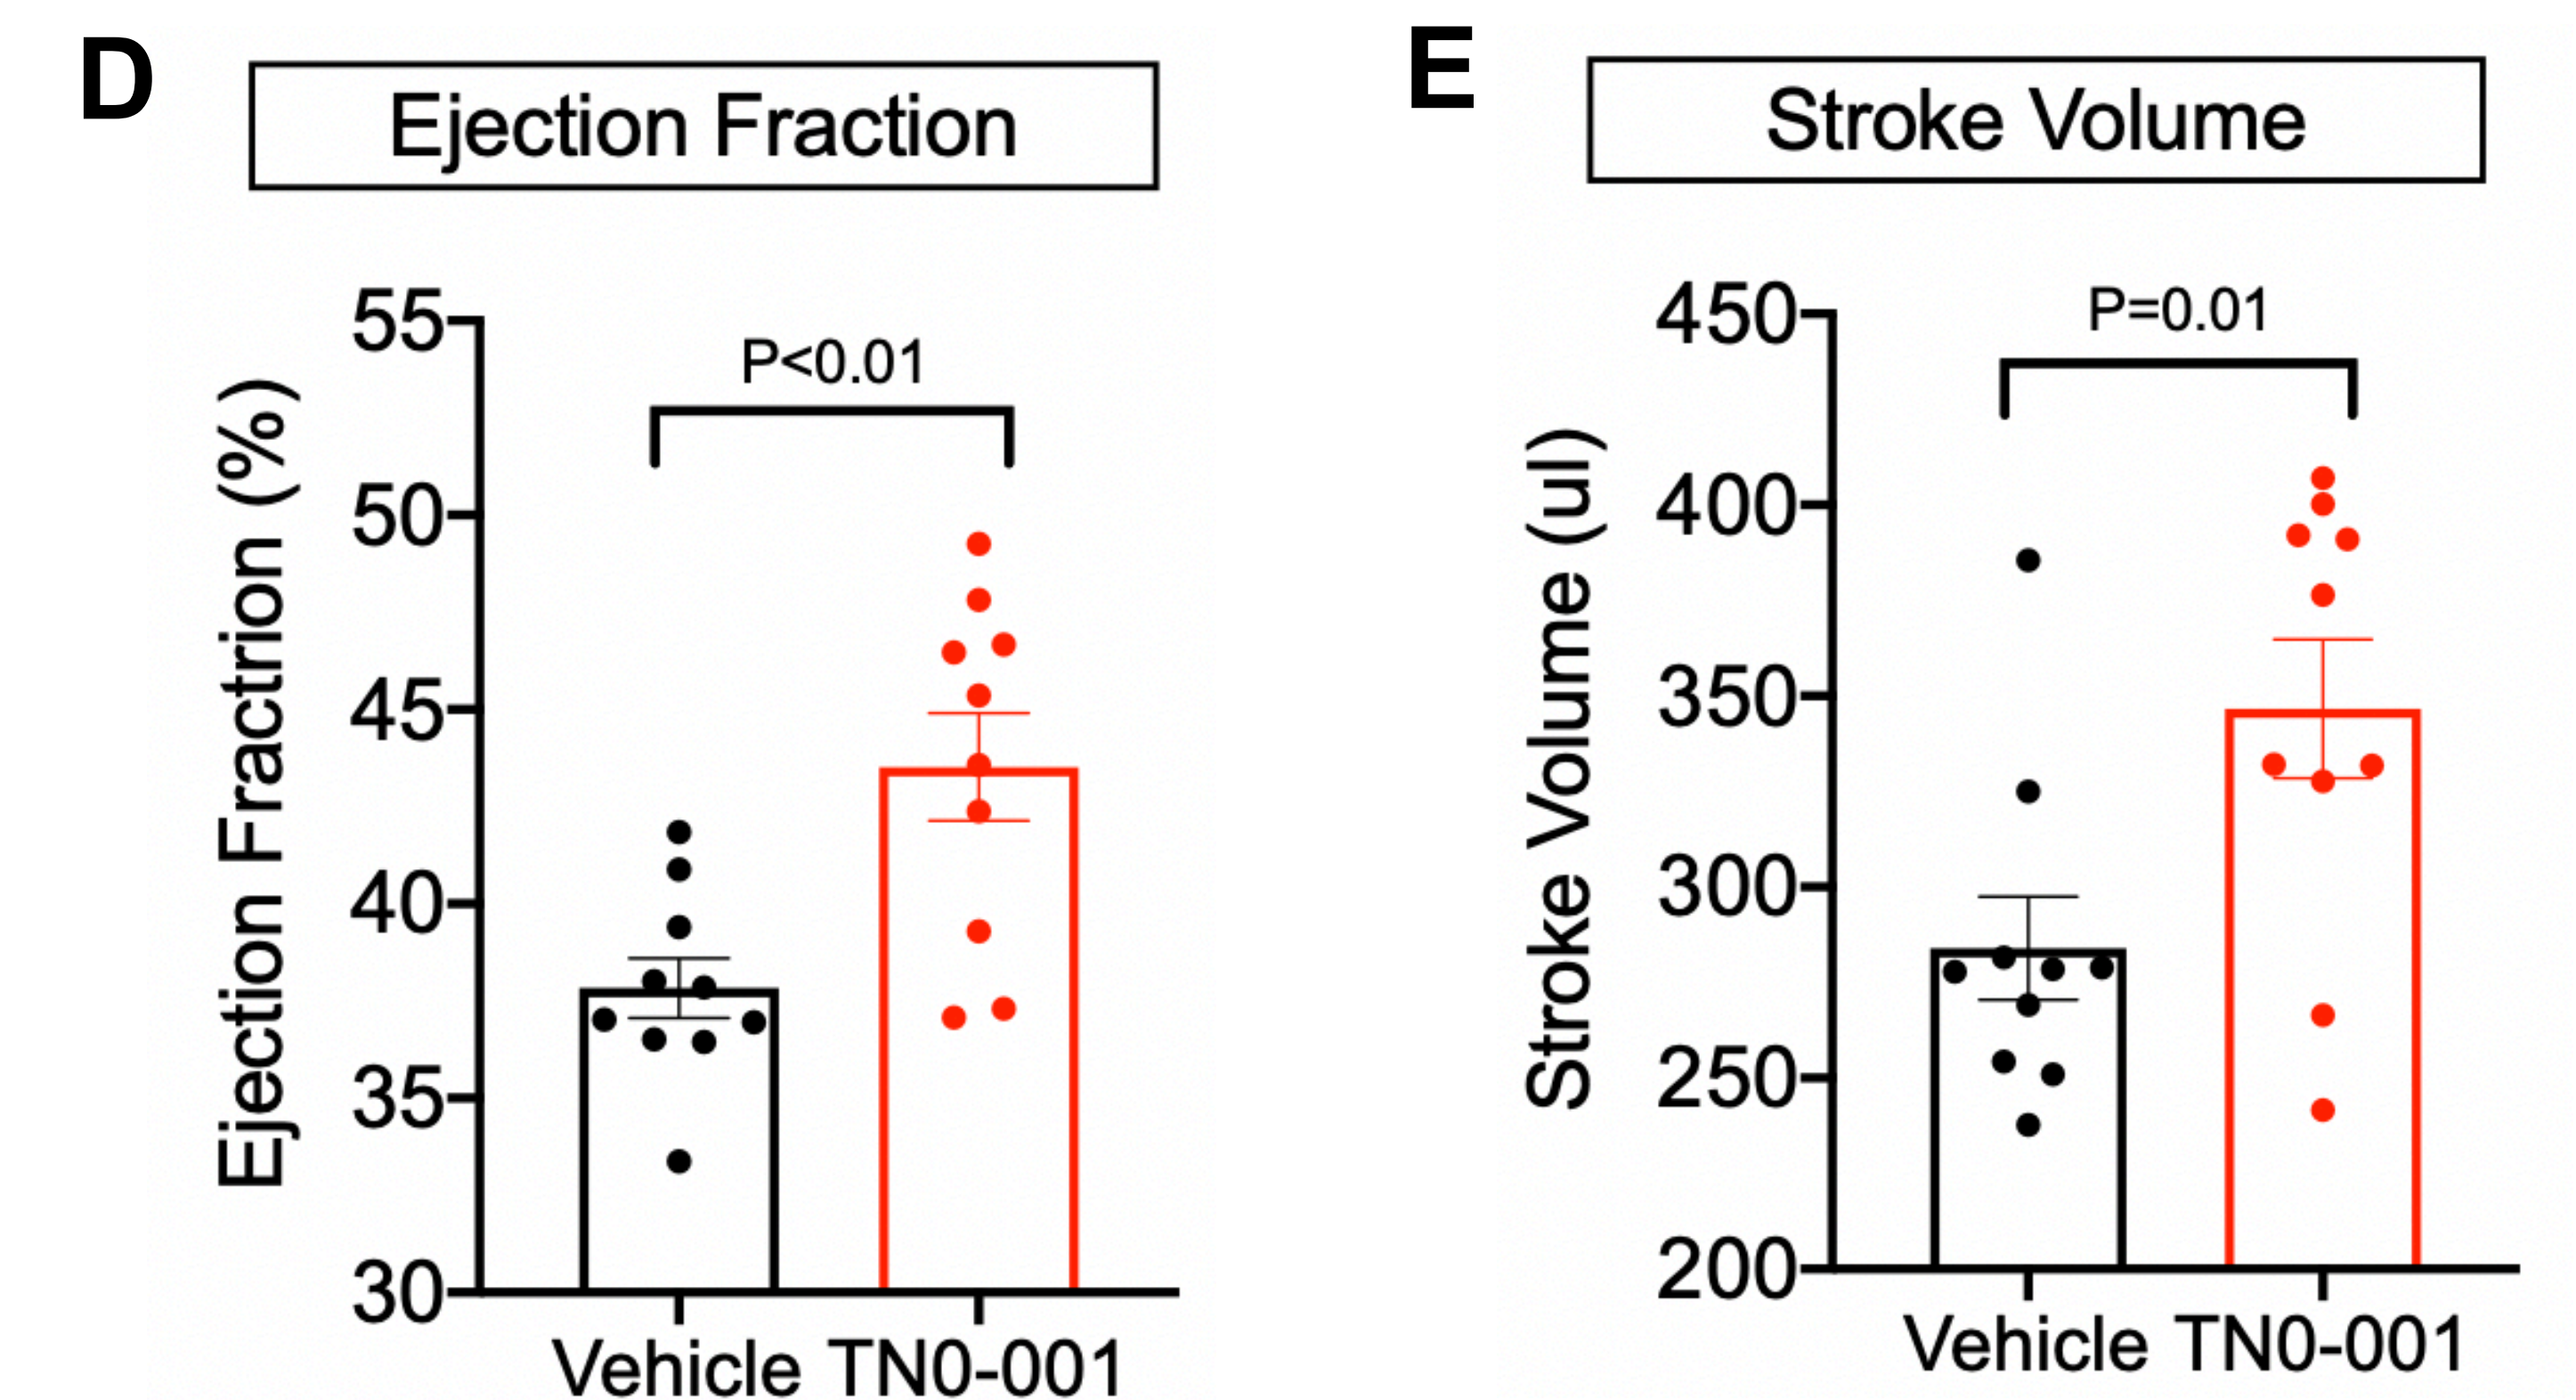 D
Ejection Fraction
Ejection Fractrion (%)
55
50
45
40
35
30
P<0.01
Vehicle TN0-001
E
Stroke Volume
Stroke Volume (ul)
450
400
350
300
250
200
P=0.01
Vehicle TN0-001